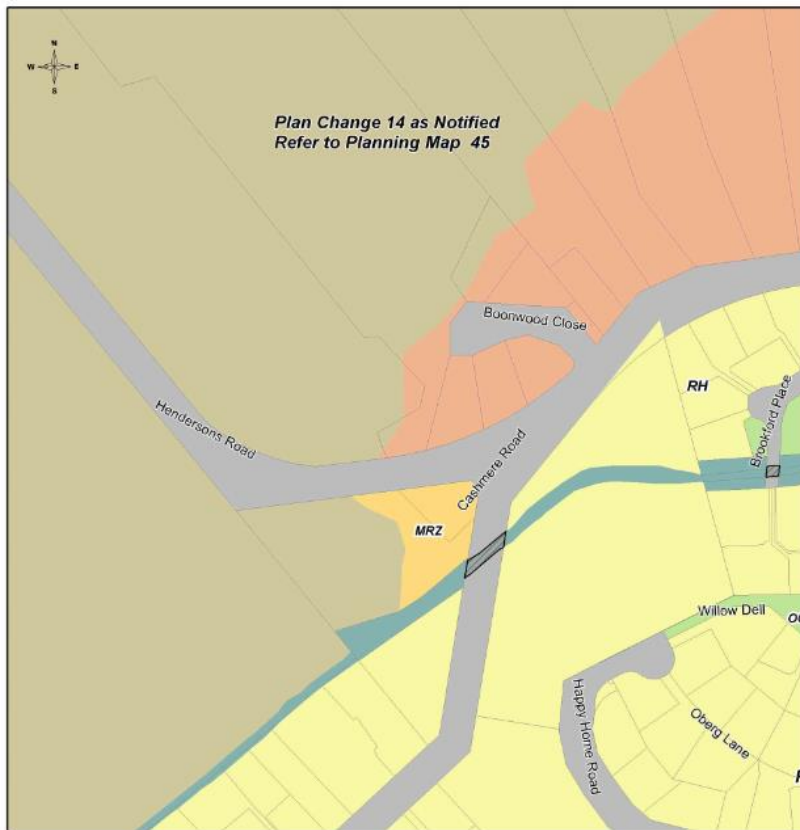 N
W E
S
Plan Change 14 as Notified
Refer to Planning Map 45
Boonwood Close
RH
Brookford Place
Hendersons Road
Cashmere Road
MRZ
Willow Dell
Happy Home Road
Oberg Lane